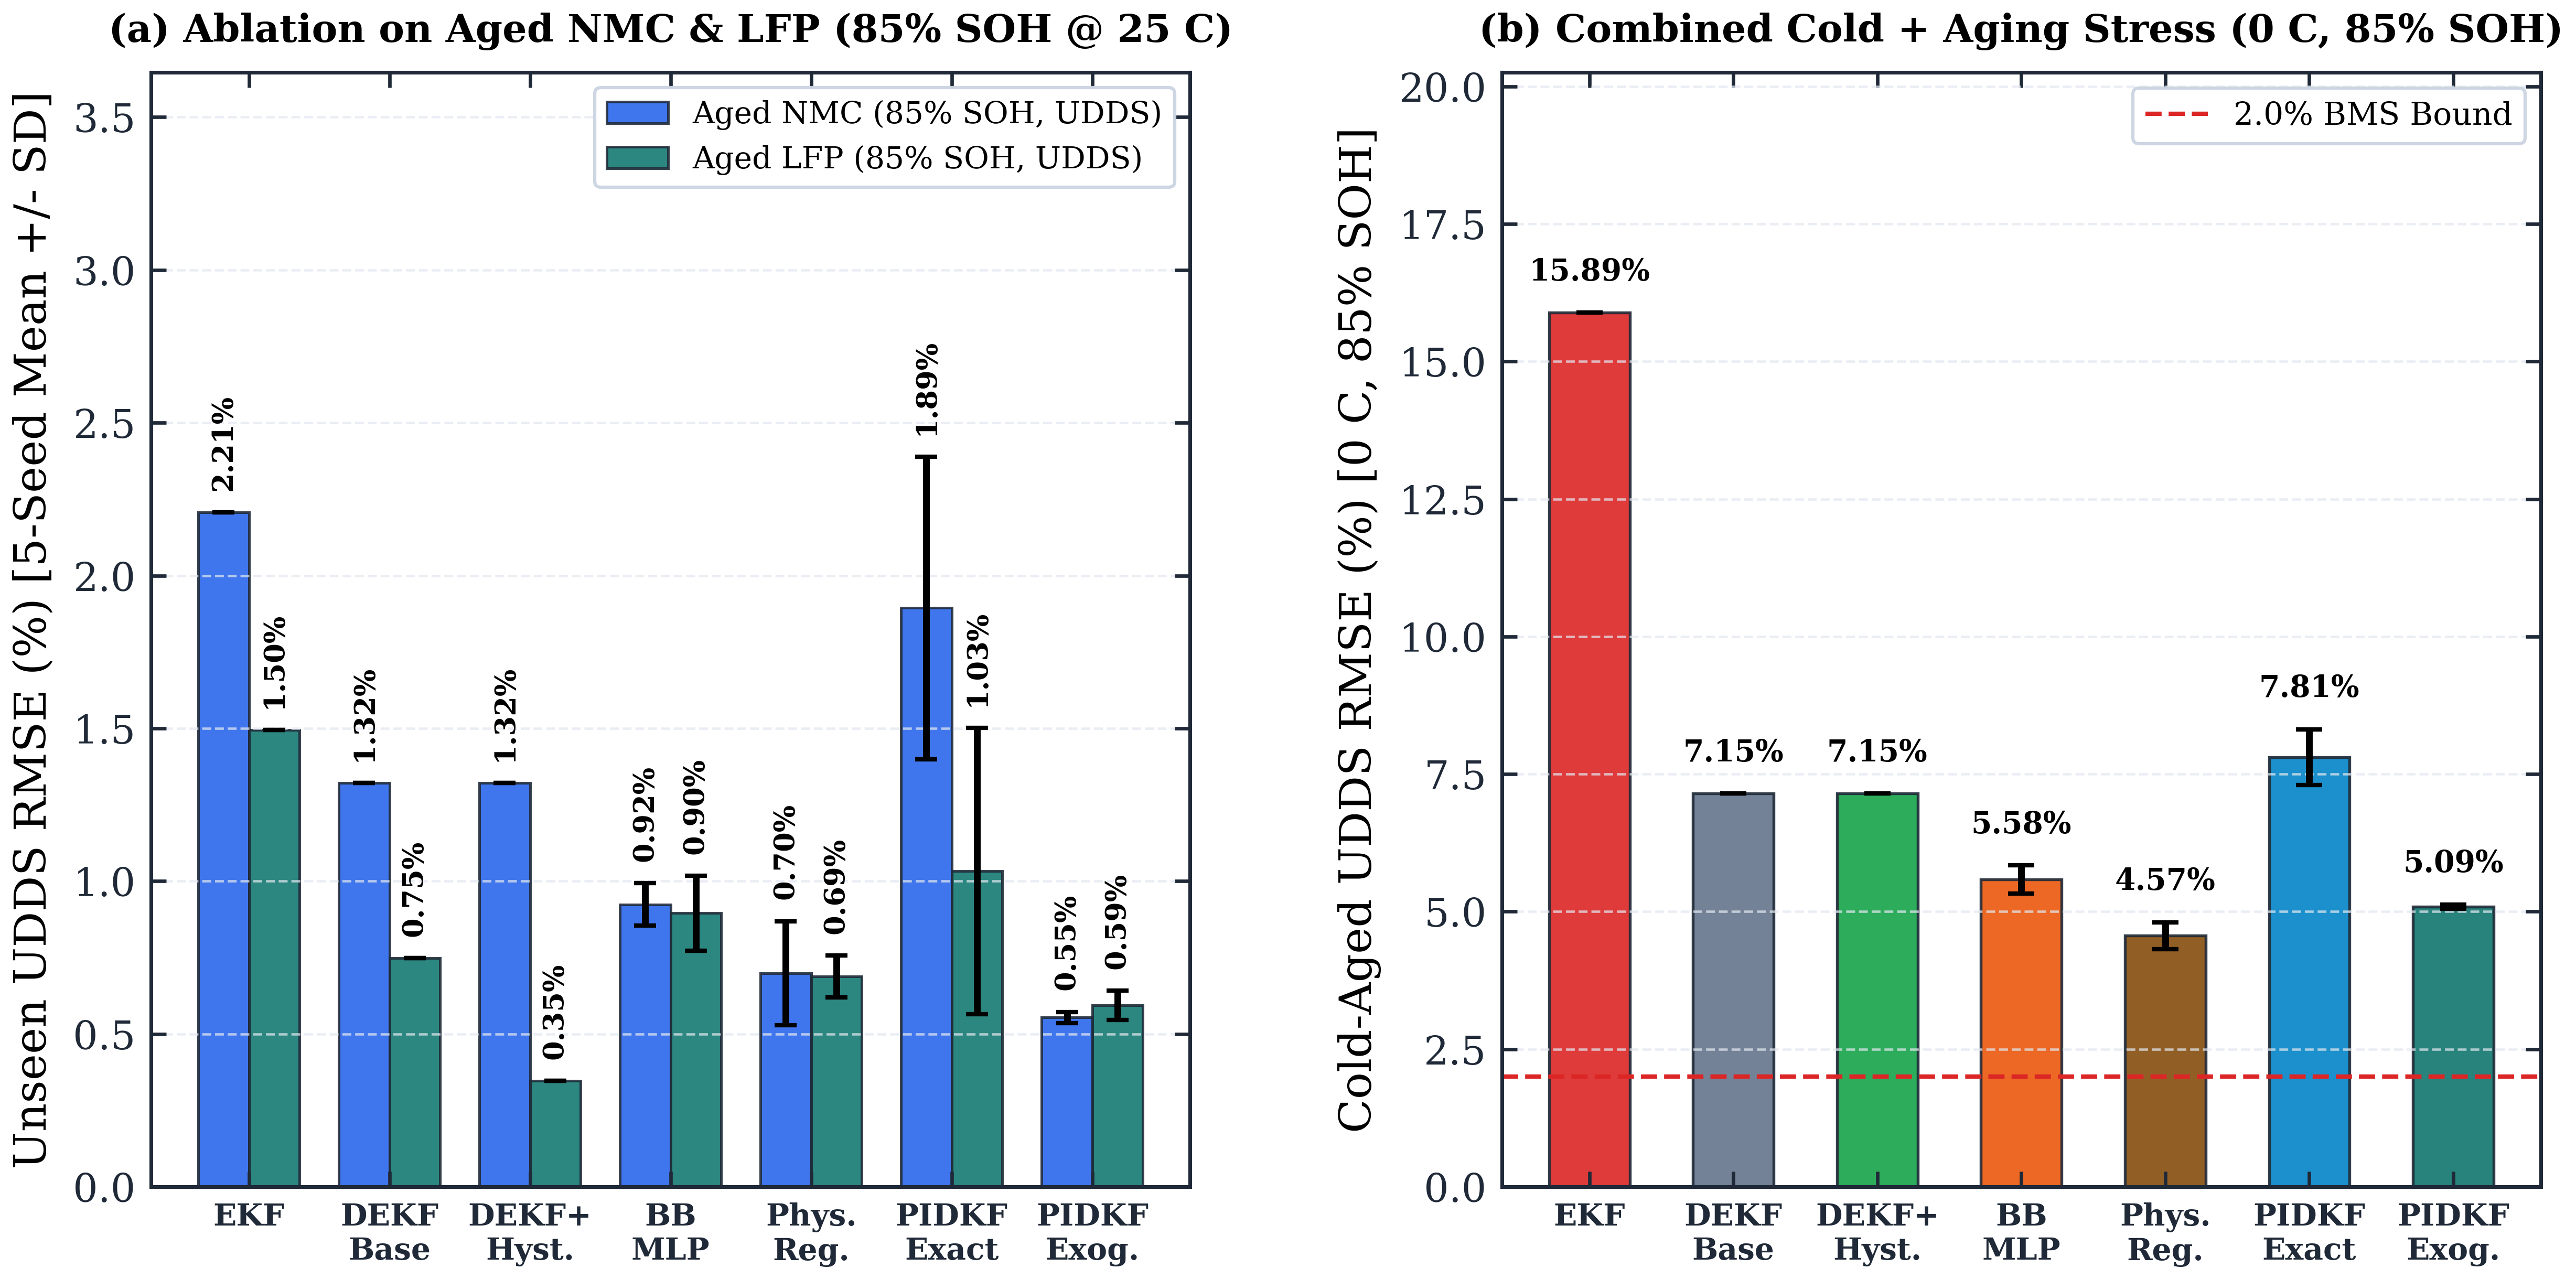 (a) Ablation on Aged NMC & LFP (85% SOH @ 25 C)
Unseen UDDS RMSE (%) [5-Seed Mean +/- SD]
3.5
3.0
2.5
2.0
1.5
1.0
0.5
0.0
Aged NMC (85% SOH, UDDS)
Aged LFP (85% SOH, UDDS)
2.21%
1.50%
1.32%
0.75%
1.32%
0.35%
0.92%
0.90%
0.70%
0.69%
1.89%
1.03%
0.55%
0.59%
EKF
DEKF
Base
DEKF+
Hyst.
BB
MLP
Phys.
Reg.
PIDKF
Exact
PIDKF
Exog.
(b) Combined Cold + Aging Stress (0 C, 85% SOH)
Cold-Aged UDDS RMSE (%) [0 C, 85% SOH]
20.0
17.5
15.0
12.5
10.0
7.5
5.0
2.5
0.0
2.0% BMS Bound
15.89%
7.15%
7.15%
5.58%
4.57%
7.81%
5.09%
EKF
DEKF
Base
DEKF+
Hyst.
BB
MLP
Phys.
Reg.
PIDKF
Exact
PIDKF
Exog.